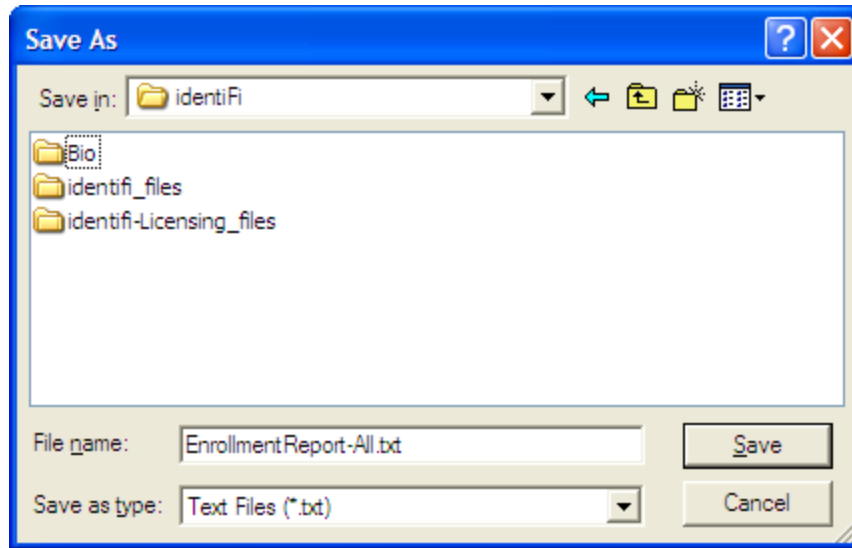 Save As
Save in: identiFi
Bio
identifi_files
identifi-Licensing_files
File name: EnrollmentReport-All.txt Save
Save as type: Text Files (*.txt) Cancel